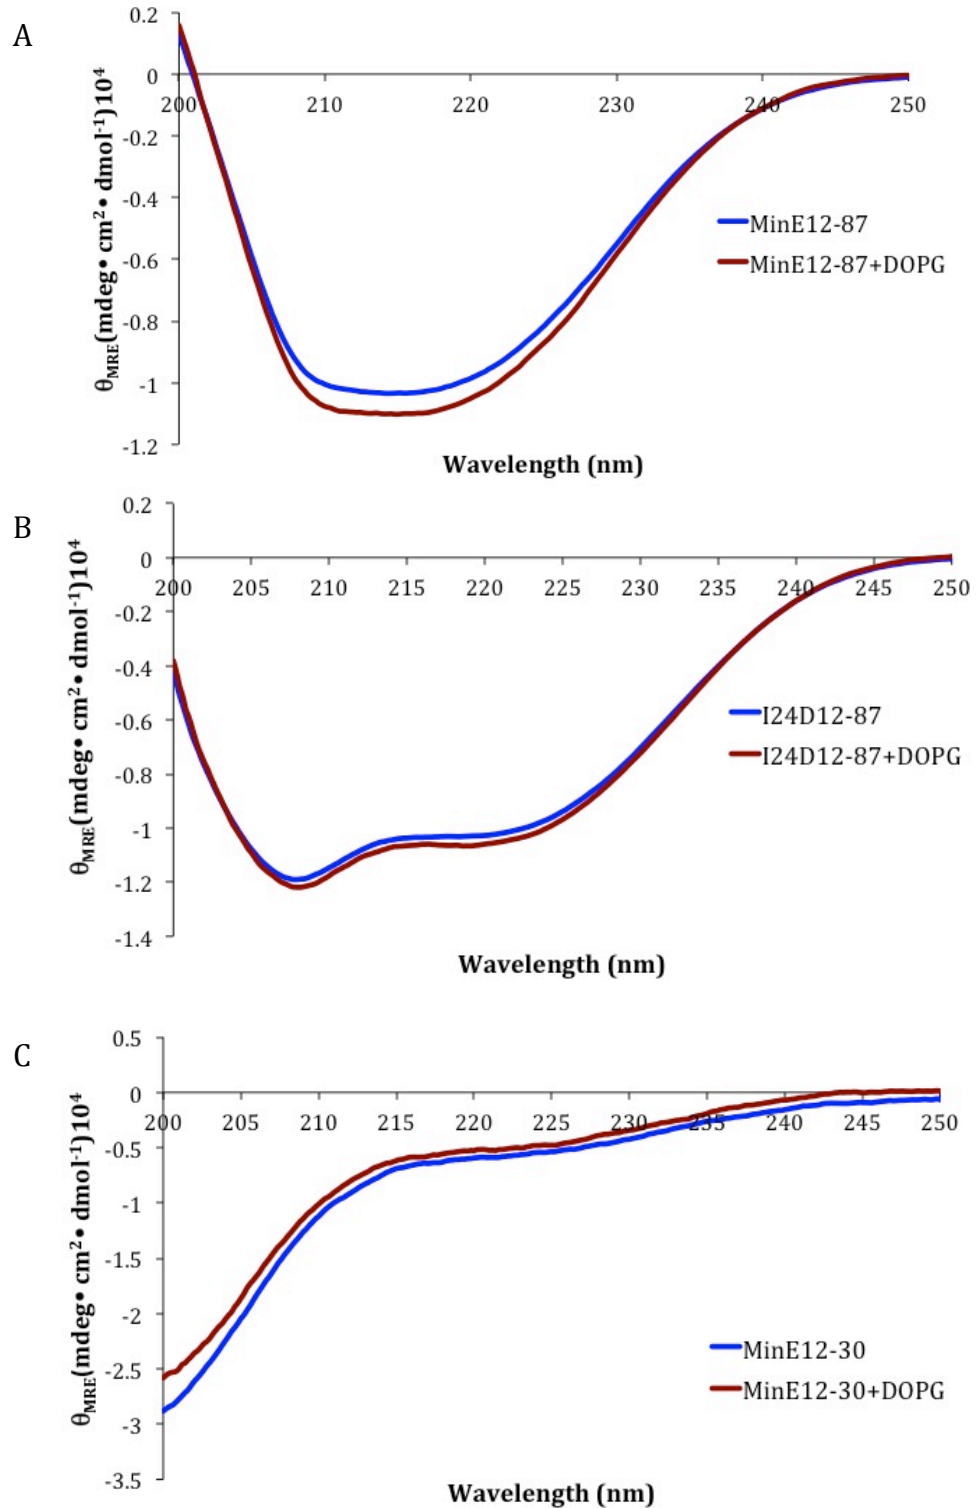 A
0.2
0
-0.2
-0.4
-0.6
-0.8
-1
-1.2
200 210 220 230 240 250
θMRE(mdeg• cm²• dmol⁻¹)10⁴
MinE12-87
MinE12-87+DOPG
Wavelength (nm)
B
0.2
0
-0.2
-0.4
-0.6
-0.8
-1
-1.2
-1.4
200 205 210 215 220 225 230 235 240 245 250
θMRE(mdeg• cm²• dmol⁻¹)10⁴
I24D12-87
I24D12-87+DOPG
Wavelength (nm)
C
0.5
0
-0.5
-1
-1.5
-2
-2.5
-3
-3.5
200 205 210 215 220 225 230 235 240 245 250
θMRE(mdeg• cm²• dmol⁻¹)10⁴
MinE12-30
MinE12-30+DOPG
Wavelength (nm)